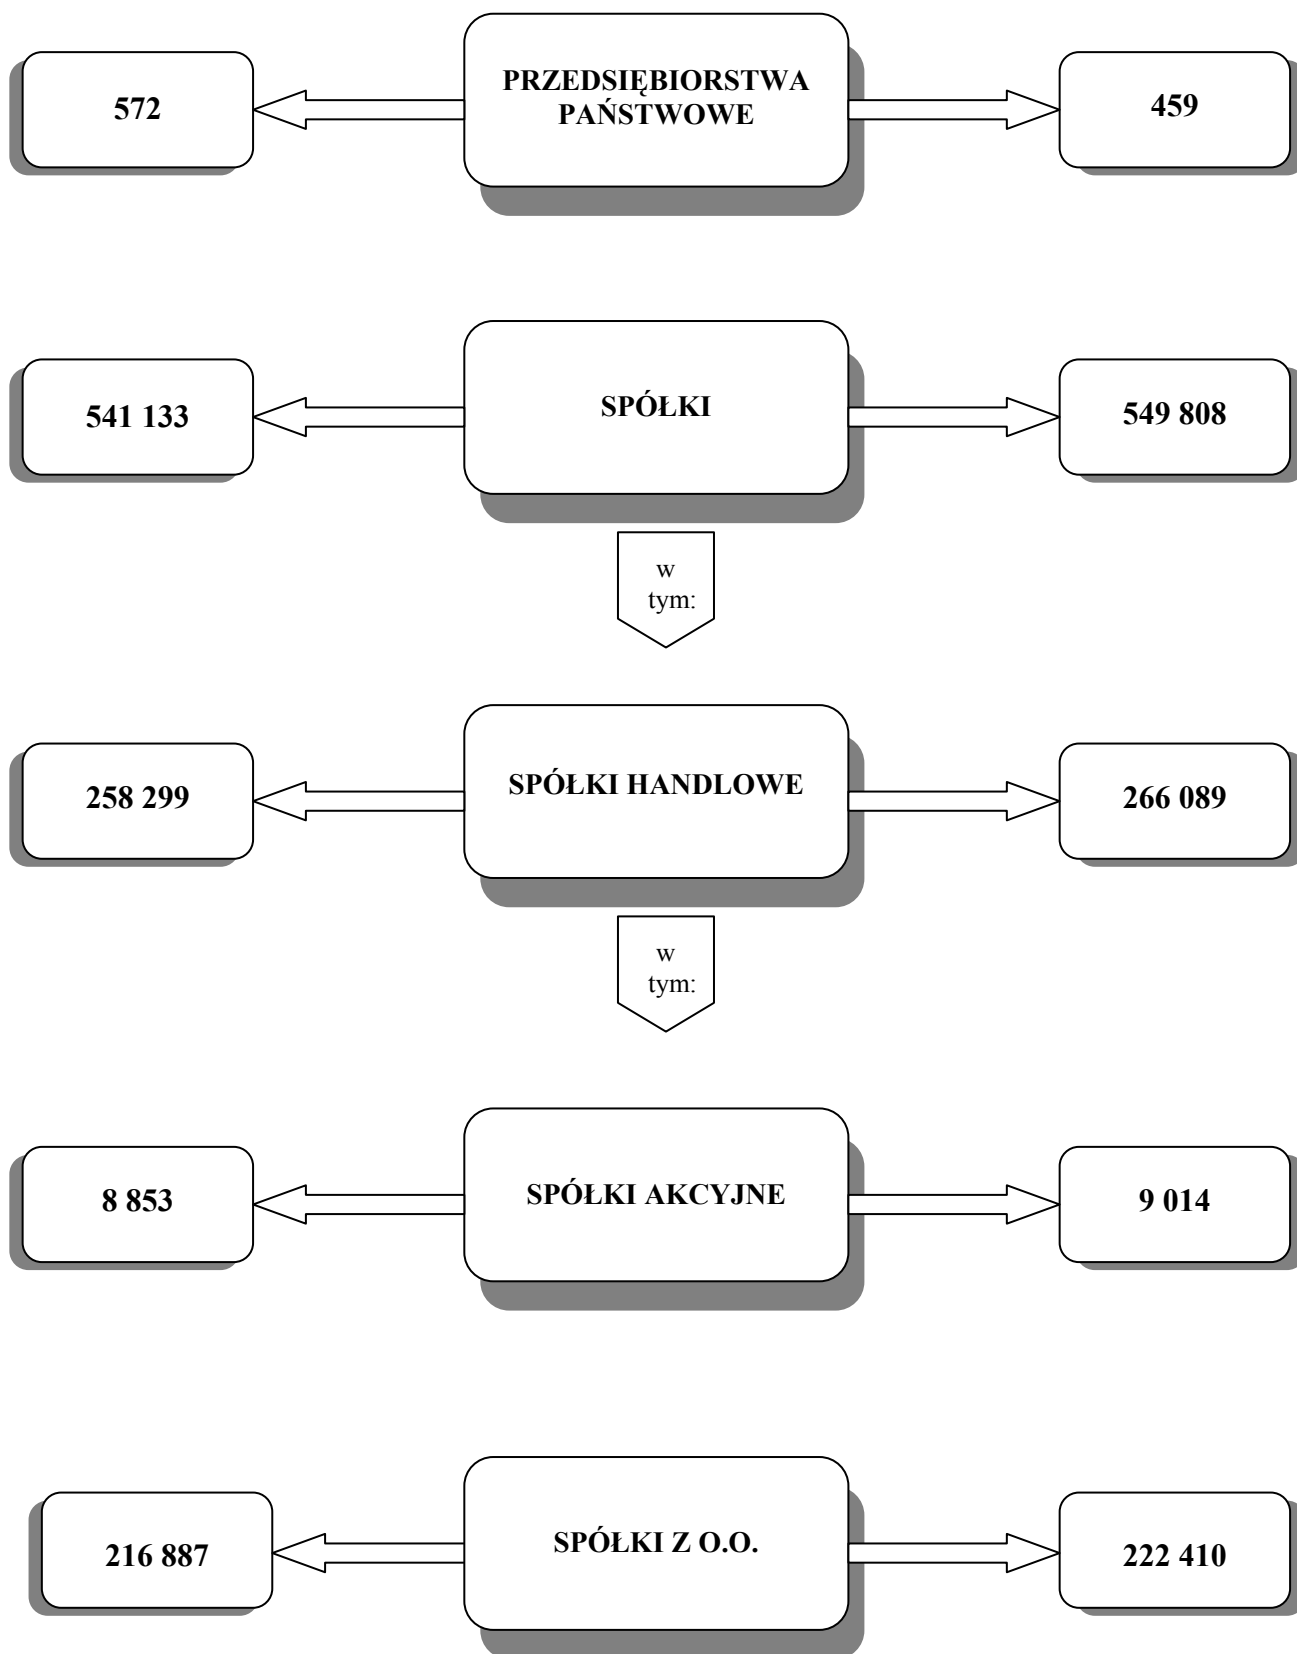 572
PRZEDSIĘBIORSTWA
PAŃSTWOWE
459
541 133
SPÓŁKI
549 808
w
tym:
258 299
SPÓŁKI HANDLOWE
266 089
w
tym:
8 853
SPÓŁKI AKCYJNE
9 014
216 887
SPÓŁKI Z O.O.
222 410